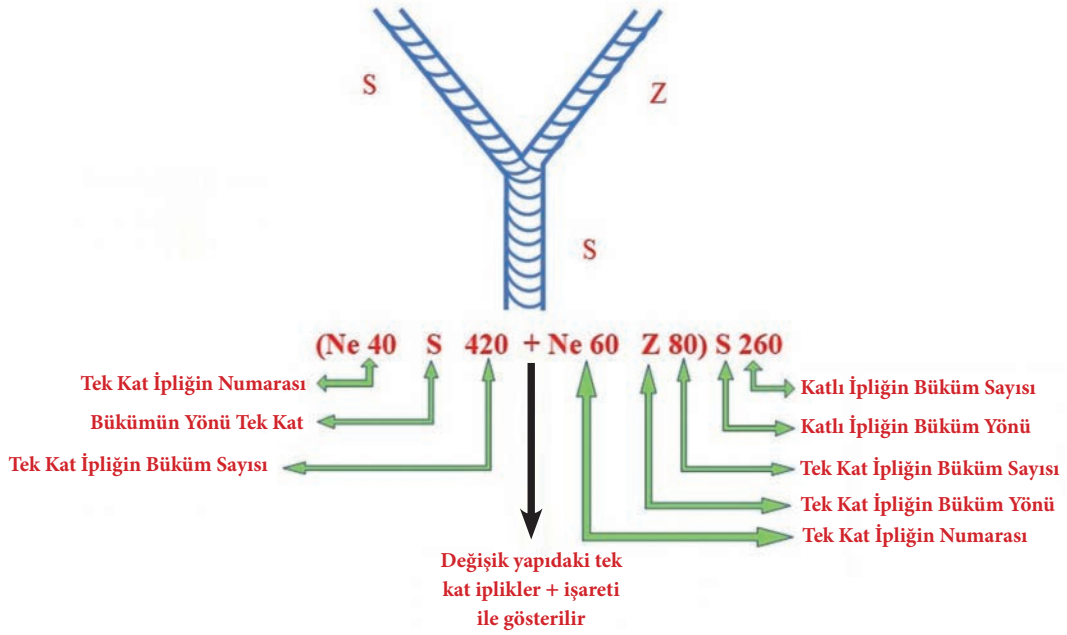 S
Z
S
(Ne 40 S 420 + Ne 60 Z 80) S 260
Tek Kat İpliğin Numarası
Bükümün Yönü Tek Kat
Tek Kat İpliğin Büküm Sayısı
Katlı İpliğin Büküm Sayısı
Katlı İpliğin Büküm Yönü
Tek Kat İpliğin Büküm Sayısı
Tek Kat İpliğin Büküm Yönü
Tek Kat İpliğin Numarası
Değişik yapıdaki tek
kat iplikler + işareti
ile gösterilir